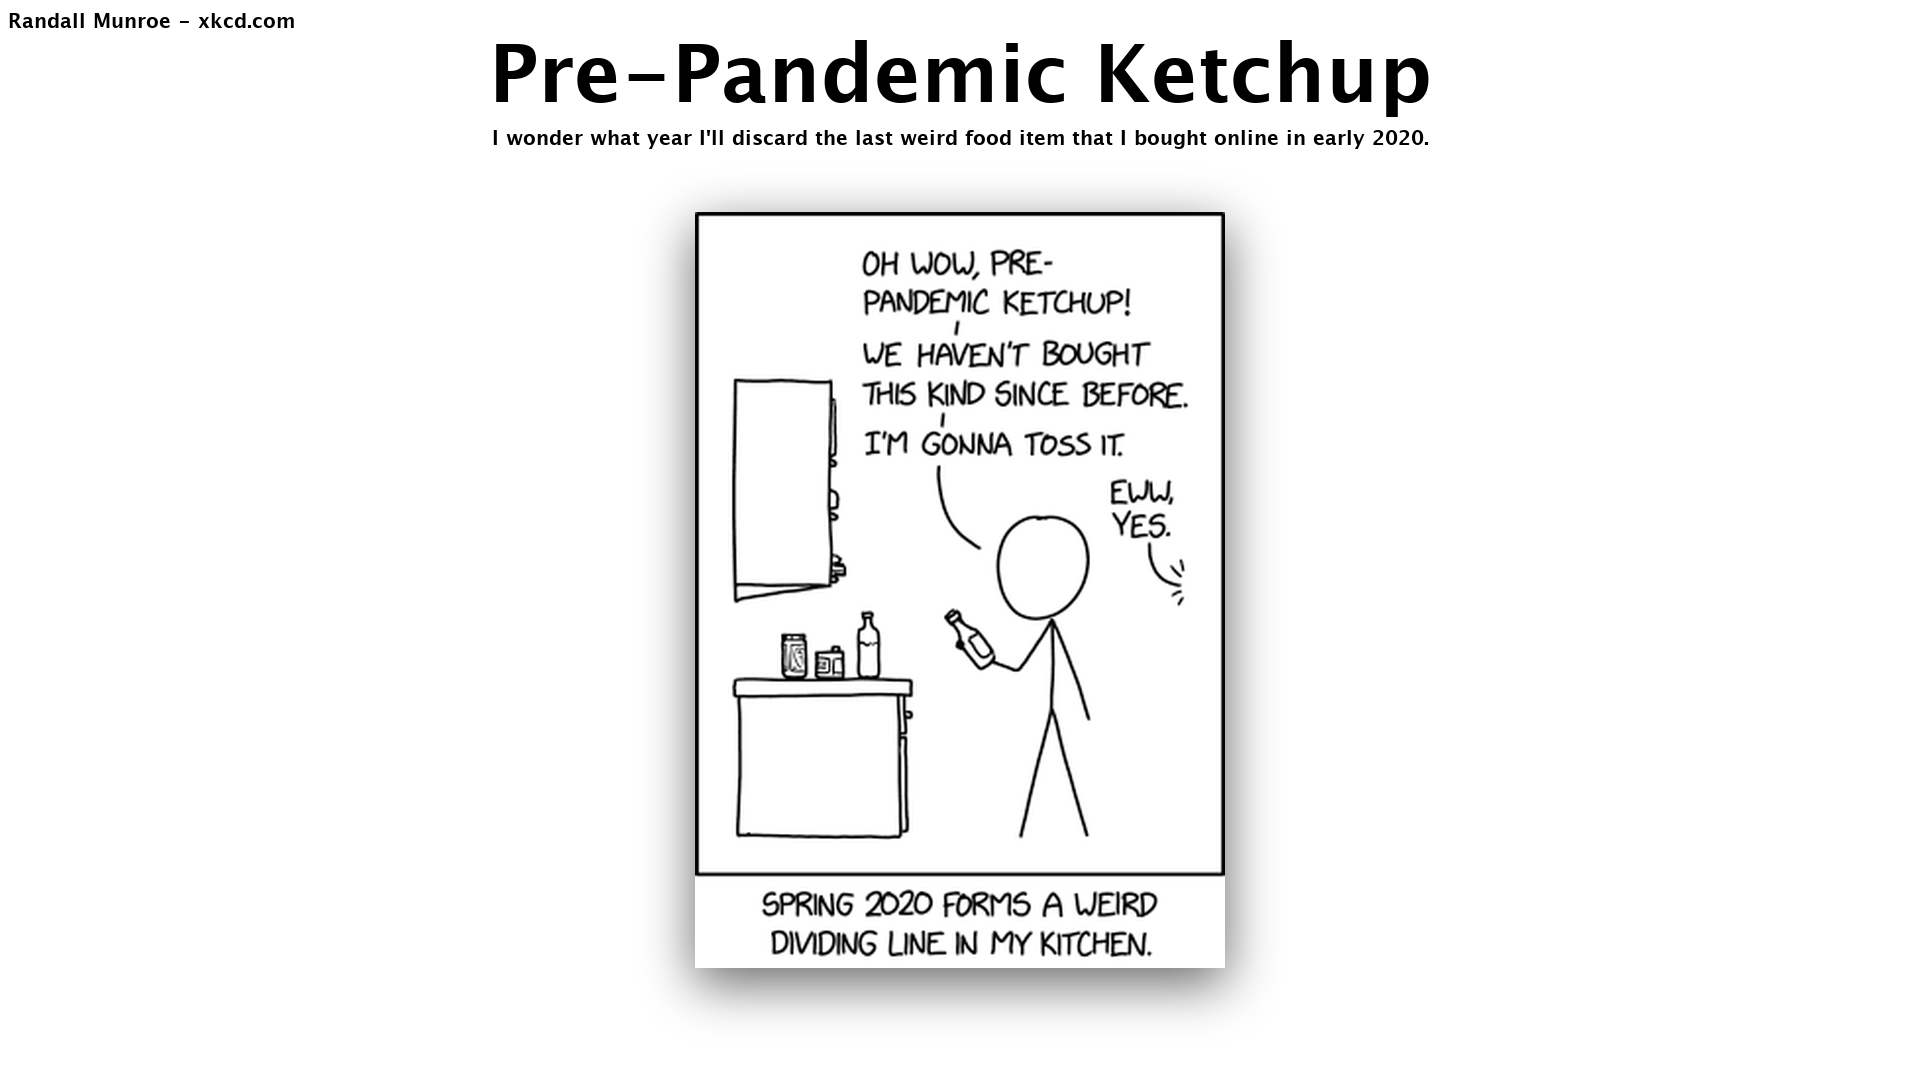 Randall Munroe - xkcd.com
Pre-Pandemic Ketchup
I wonder what year I'll discard the last weird food item that I bought online in early 2020.
OH WOW, PRE-
PANDEMIC KETCHUP!
WE HAVEN'T BOUGHT
THIS KIND SINCE BEFORE.
I'M GONNA TOSS IT.
EWW,
YES.
SPRING 2020 FORMS A WEIRD
DIVIDING LINE IN MY KITCHEN.